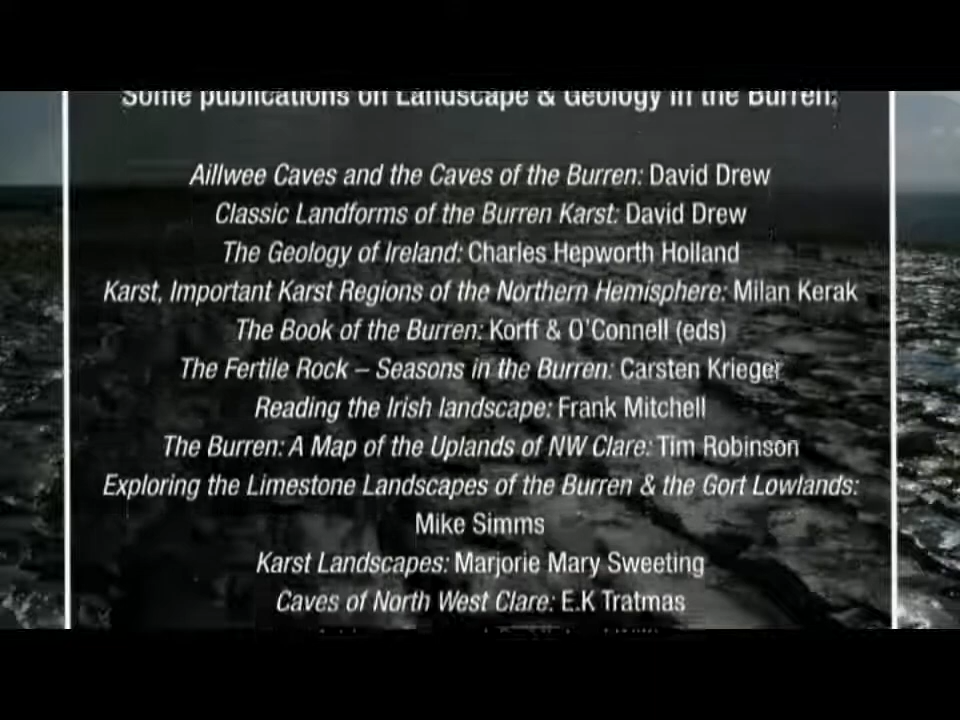 Some publications on Landscape & Geology in the Burren:
Aillwee Caves and the Caves of the Burren: David Drew
Classic Landforms of the Burren Karst: David Drew
The Geology of Ireland: Charles Hepworth Holland
Karst, Important Karst Regions of the Northern Hemisphere: Milan Kerak
The Book of the Burren: Korff & O'Connell (eds)
The Fertile Rock – Seasons in the Burren: Carsten Krieger
Reading the Irish landscape: Frank Mitchell
The Burren: A Map of the Uplands of NW Clare: Tim Robinson
Exploring the Limestone Landscapes of the Burren & the Gort Lowlands:
Mike Simms
Karst Landscapes: Marjorie Mary Sweeting
Caves of North West Clare: E.K Tratmas